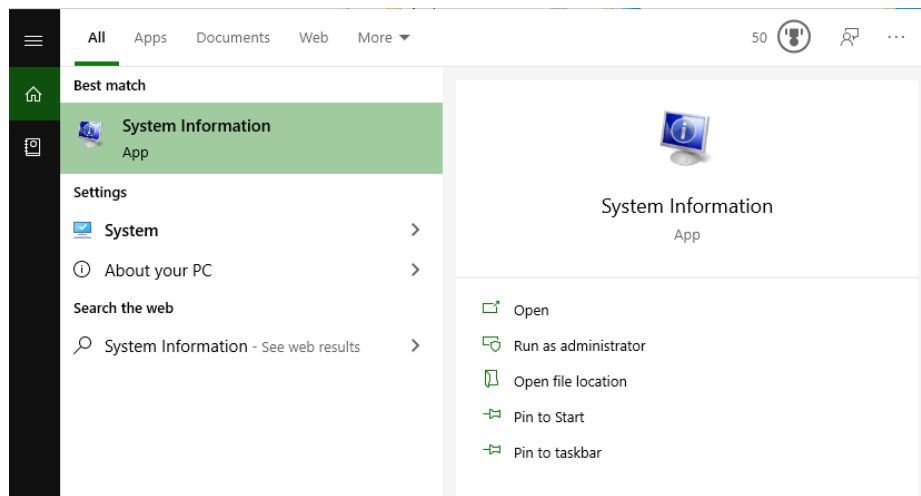 All Apps Documents Web More 50 ...
Best match
System Information
App
Settings
System
About your PC
Search the web
System Information - See web results
System Information
App
Open
Run as administrator
Open file location
Pin to Start
Pin to taskbar